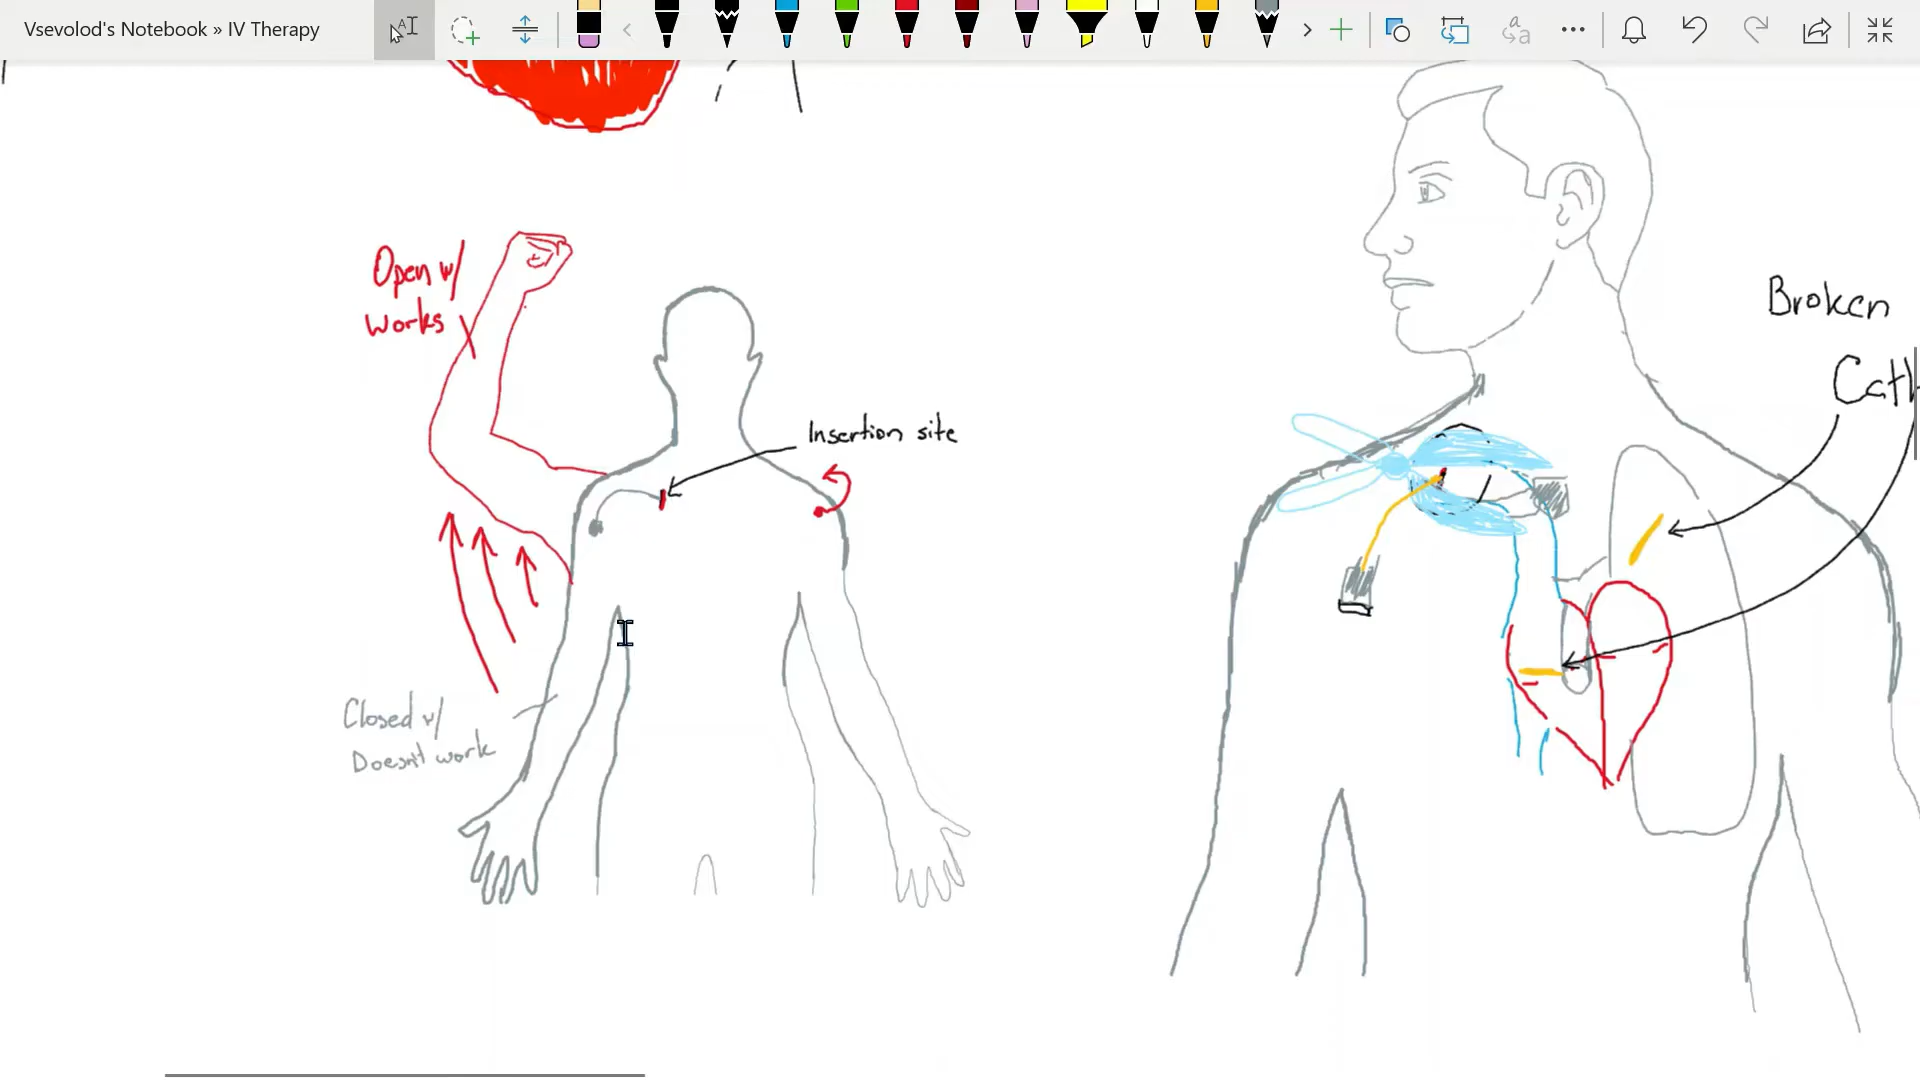 Vsevolod's Notebook » IV Therapy
Open w/
works
Insertion site
Closed w/
Doesn't work
Broken
Cath